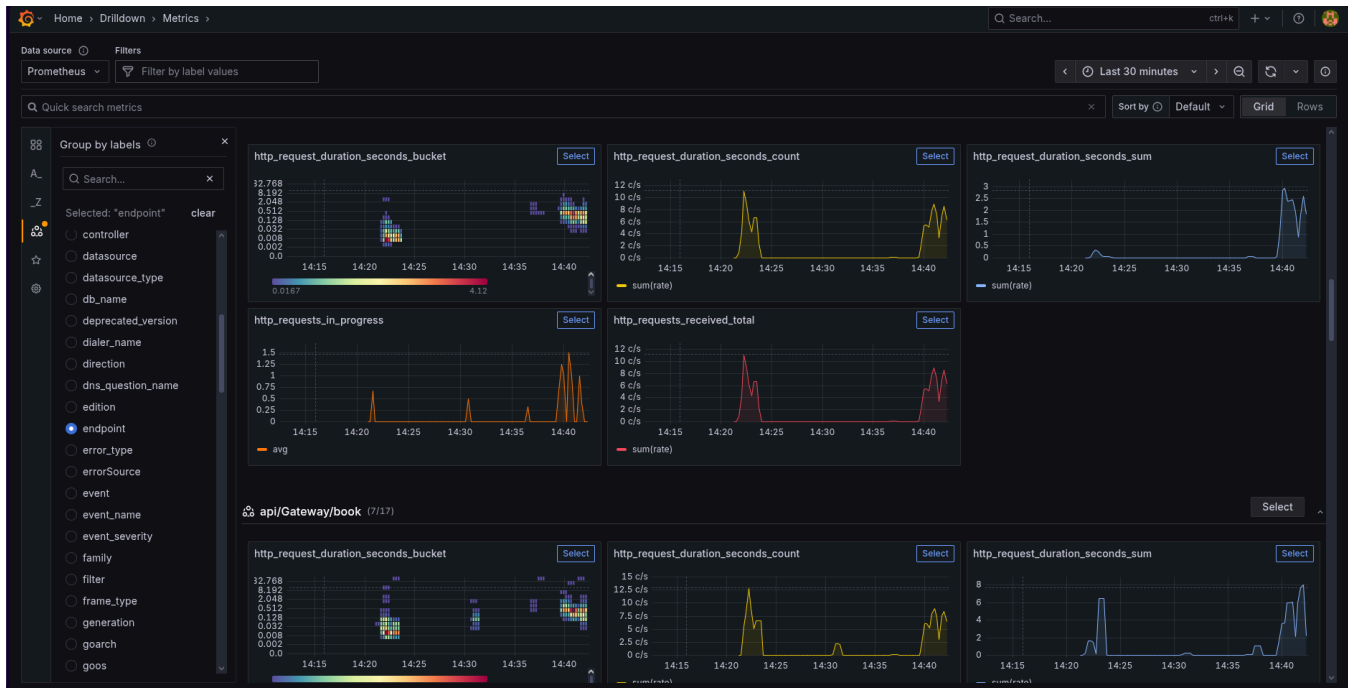 Home › Drilldown › Metrics ›
Search... ctrl+k
Data source Filters
Prometheus Filter by label values Last 30 minutes
Quick search metrics Sort by Default Grid Rows
Group by labels
Search...
Selected: "endpoint" clear
controller
datasource
datasource_type
db_name
deprecated_version
dialer_name
direction
dns_question_name
edition
endpoint
error_type
errorSource
event
event_name
event_severity
family
filter
frame_type
generation
goarch
goos
http_request_duration_seconds_bucket Select
32.768
8.192
2.048
0.512
0.128
0.032
0.008
0.002
0.0
14:15 14:20 14:25 14:30 14:35 14:40
0.0167 4.12
http_request_duration_seconds_count Select
12 c/s
10 c/s
8 c/s
6 c/s
4 c/s
2 c/s
0 c/s
14:15 14:20 14:25 14:30 14:35 14:40
sum(rate)
http_request_duration_seconds_sum Select
3
2.5
2
1.5
1
0.5
0
14:15 14:20 14:25 14:30 14:35 14:40
sum(rate)
http_requests_in_progress Select
1.5
1.25
1
0.75
0.5
0.25
0
14:15 14:20 14:25 14:30 14:35 14:40
avg
http_requests_received_total Select
12 c/s
10 c/s
8 c/s
6 c/s
4 c/s
2 c/s
0 c/s
14:15 14:20 14:25 14:30 14:35 14:40
sum(rate)
api/Gateway/book (7/17) Select
http_request_duration_seconds_bucket Select
32.768
8.192
2.048
0.512
0.128
0.032
0.008
0.002
0.0
14:15 14:20 14:25 14:30 14:35 14:40
http_request_duration_seconds_count Select
15 c/s
12.5 c/s
10 c/s
7.5 c/s
5 c/s
2.5 c/s
0 c/s
14:15 14:20 14:25 14:30 14:35 14:40
sum(rate)
http_request_duration_seconds_sum Select
8
6
4
2
0
14:15 14:20 14:25 14:30 14:35 14:40
sum(rate)